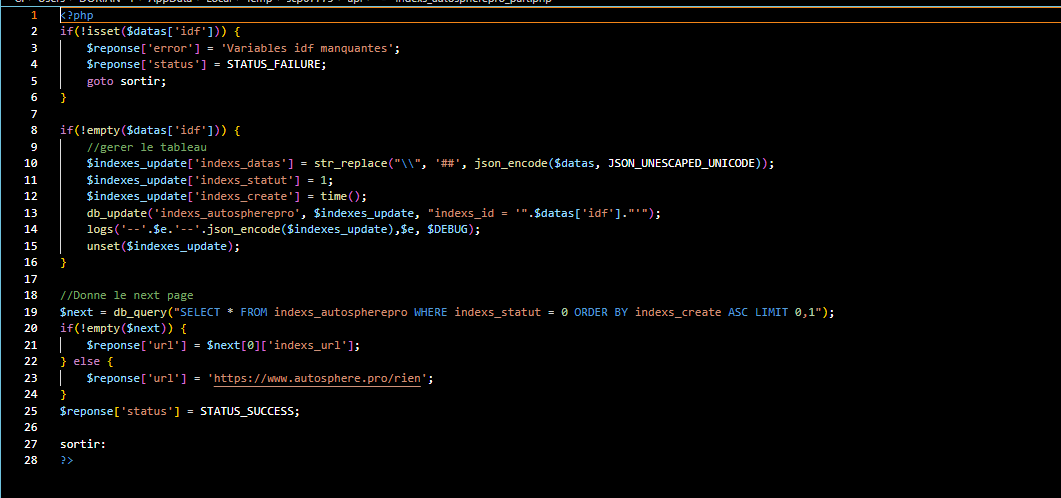 1 <?php
2 if(!isset($datas['idf'])) {
3 $reponse['error'] = 'Variables idf manquantes';
4 $reponse['status'] = STATUS_FAILURE;
5 goto sortir;
6 }
7
8 if(!empty($datas['idf'])) {
9 //gerer le tableau
10 $indexes_update['indexs_datas'] = str_replace("\\", '##', json_encode($datas, JSON_UNESCAPED_UNICODE));
11 $indexes_update['indexs_statut'] = 1;
12 $indexes_update['indexs_create'] = time();
13 db_update('indexs_autospherepro', $indexes_update, "indexs_id = '".$datas['idf']."'");
14 logs('--'.$e.'--'.json_encode($indexes_update),$e, $DEBUG);
15 unset($indexes_update);
16 }
17
18 //Donne le next page
19 $next = db_query("SELECT * FROM indexs_autospherepro WHERE indexs_statut = 0 ORDER BY indexs_create ASC LIMIT 0,1");
20 if(!empty($next)) {
21 $reponse['url'] = $next[0]['indexs_url'];
22 } else {
23 $reponse['url'] = 'https://www.autosphere.pro/rien';
24 }
25 $reponse['status'] = STATUS_SUCCESS;
26
27 sortir:
28 ?>